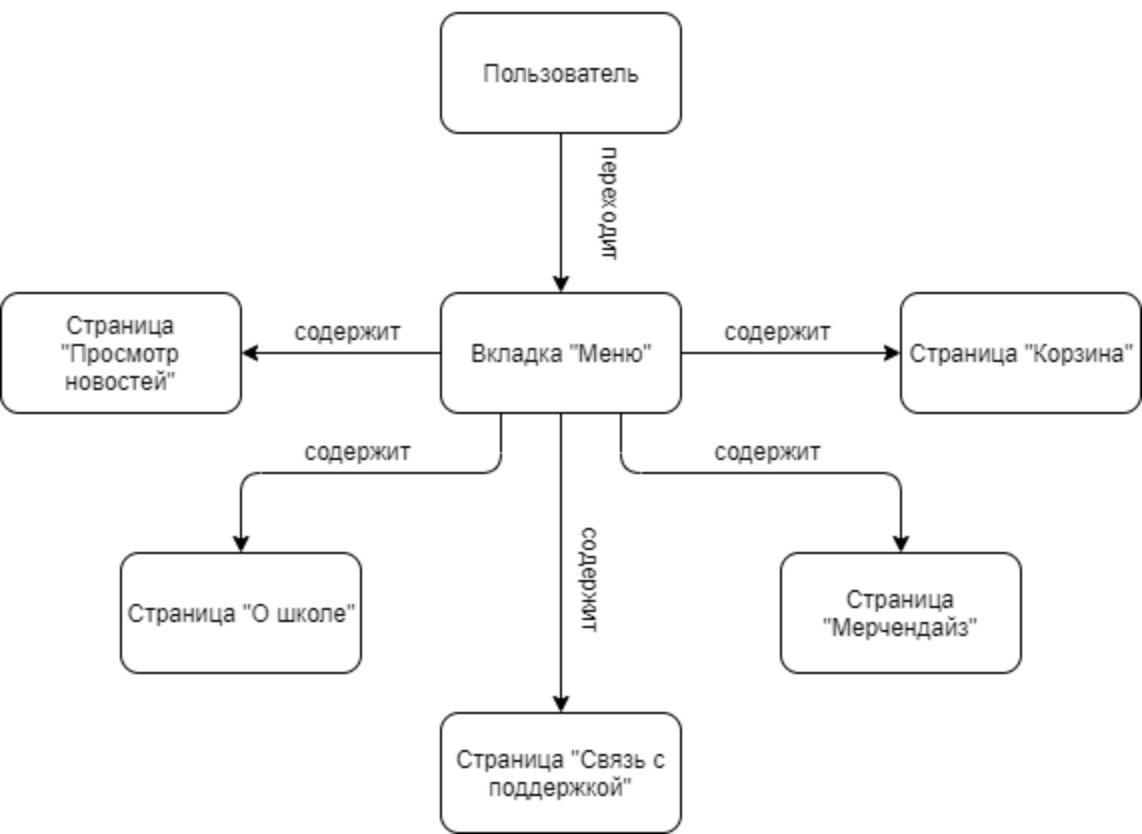 Пользователь
переходит
Страница
"Просмотр
новостей"
содержит
Вкладка "Меню"
содержит
Страница "Корзина"
содержит
содержит
содержит
Страница "О школе"
Страница
"Мерчендайз"
Страница "Связь с
поддержкой"